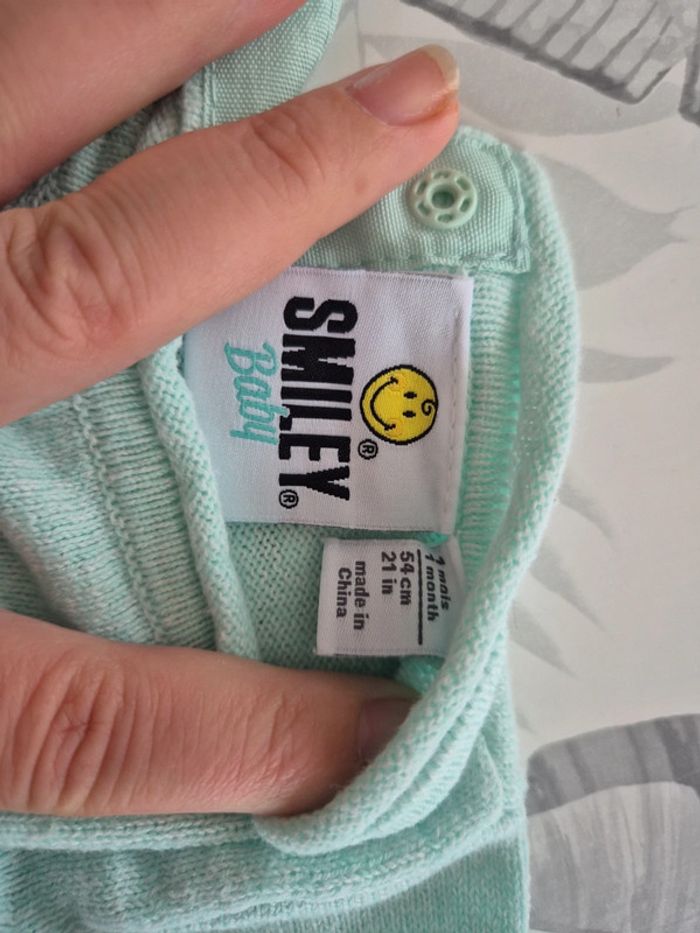 SMILEY®
Baby
®
1 mois
1 month
54 cm
21 in
made in
China